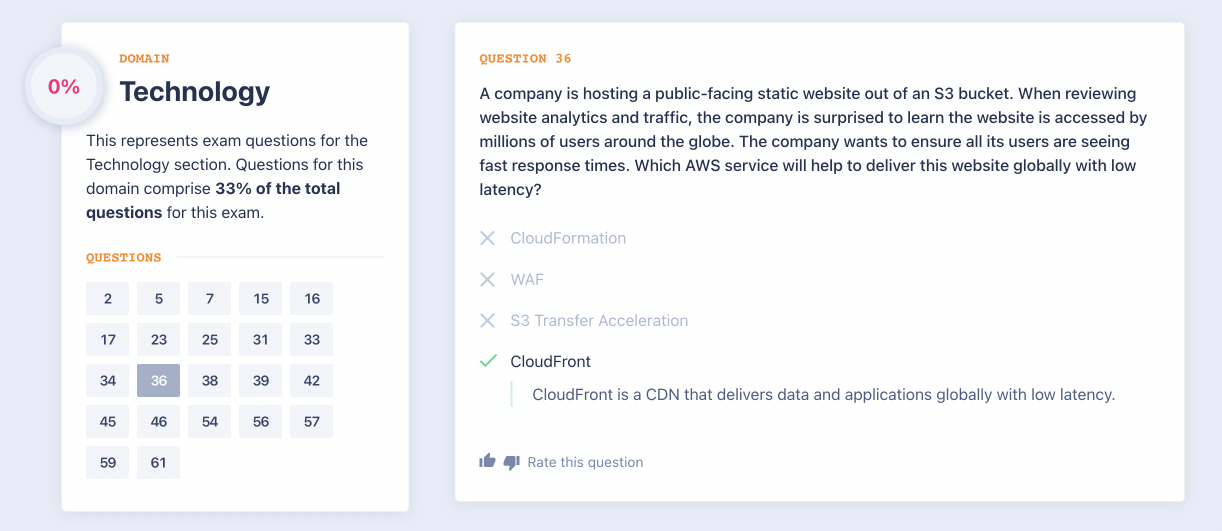 0%
DOMAIN
Technology
This represents exam questions for the
Technology section. Questions for this
domain comprise 33% of the total
questions for this exam.
QUESTIONS
2 5 7 15 16
17 23 25 31 33
34 36 38 39 42
45 46 54 56 57
59 61
QUESTION 36
A company is hosting a public-facing static website out of an S3 bucket. When reviewing
website analytics and traffic, the company is surprised to learn the website is accessed by
millions of users around the globe. The company wants to ensure all its users are seeing
fast response times. Which AWS service will help to deliver this website globally with low
latency?
CloudFormation
WAF
S3 Transfer Acceleration
CloudFront
CloudFront is a CDN that delivers data and applications globally with low latency.
Rate this question